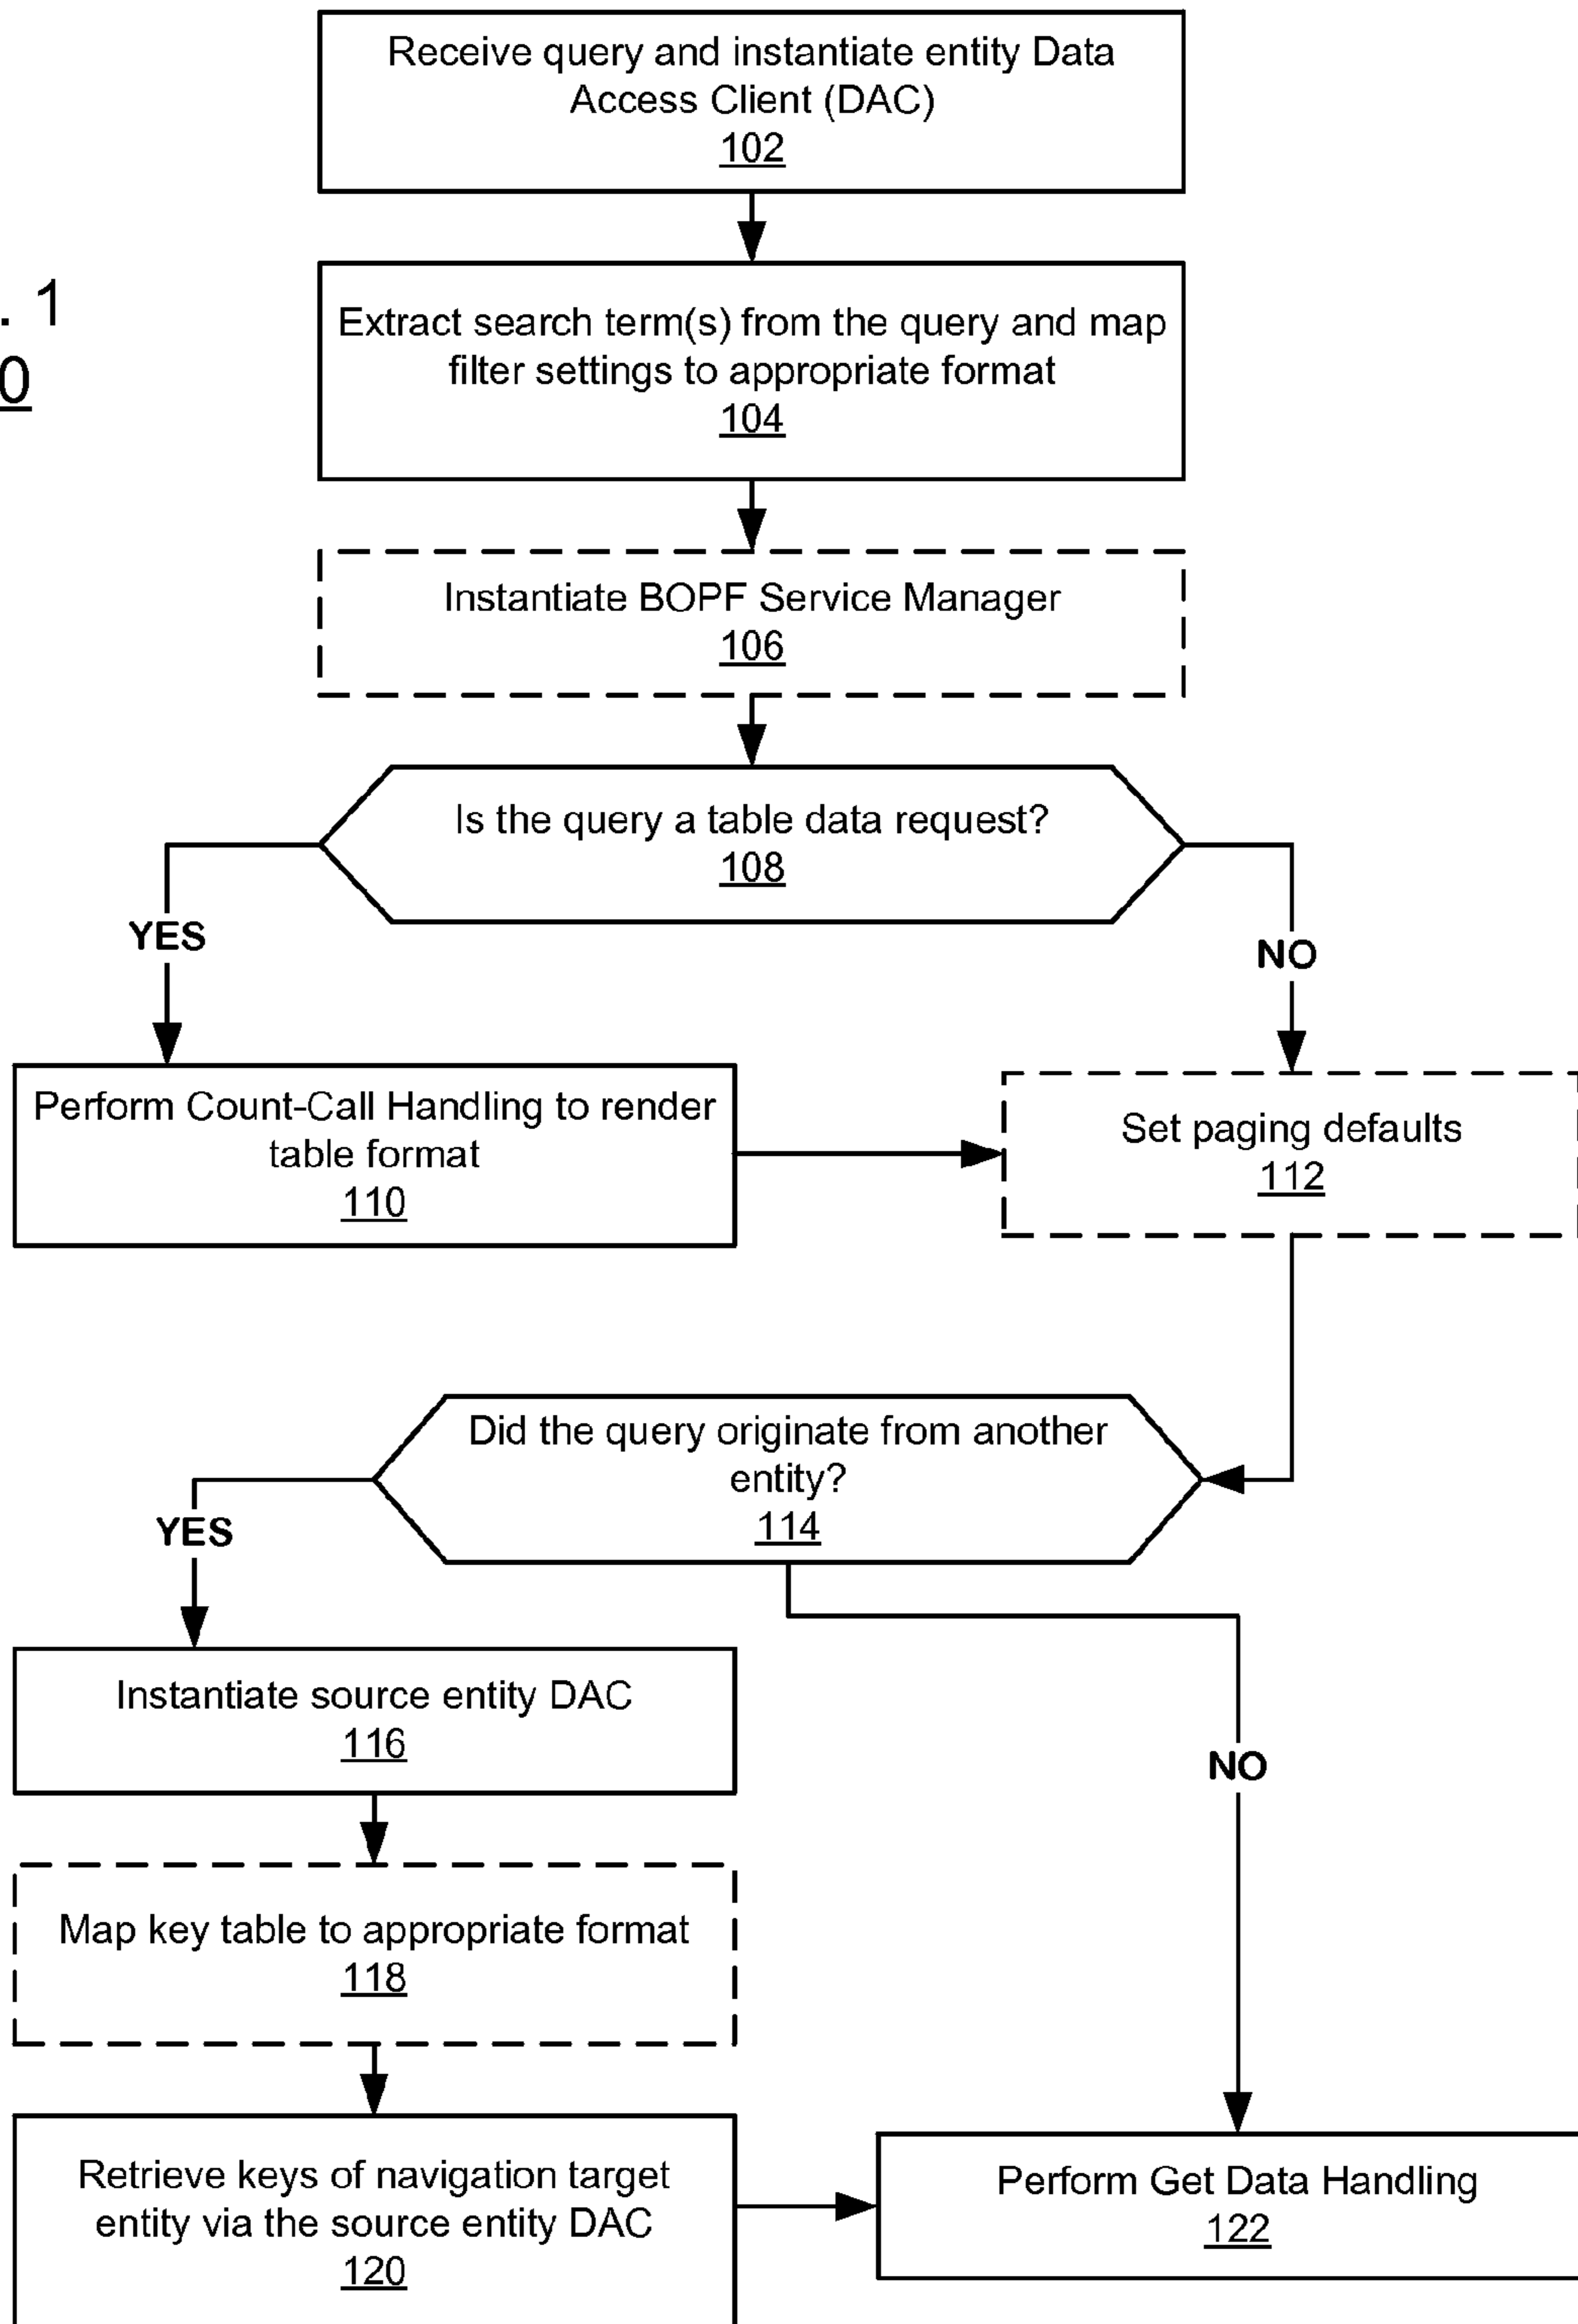 Receive query and instantiate entity Data
Access Client (DAC)
102
. 1
0
Extract search term(s) from the query and map
filter settings to appropriate format
104
Instantiate BOPF Service Manager
106
Is the query a table data request?
108
YES
NO
Perform Count-Call Handling to render
table format
110
Set paging defaults
112
Did the query originate from another
entity?
114
YES
Instantiate source entity DAC
116
NO
Map key table to appropriate format
118
Retrieve keys of navigation target
entity via the source entity DAC
120
Perform Get Data Handling
122